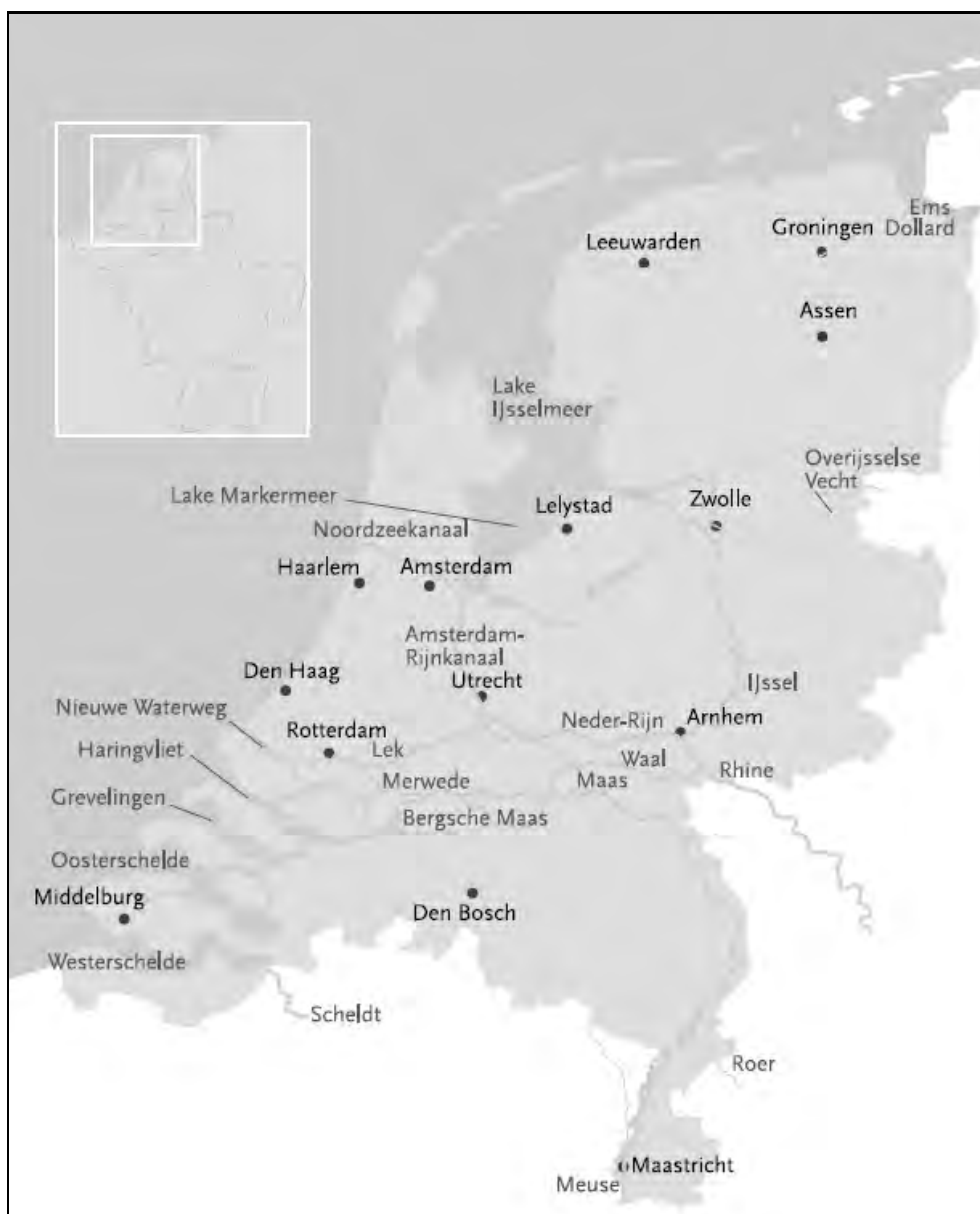 Ems
Dollard
Groningen
Leeuwarden
Assen
Lake
IJsselmeer
Overijsselse
Vecht
Lake Markermeer
Lelystad
Zwolle
Noordzeekanaal
Haarlem
Amsterdam
Amsterdam-
Rijnkanaal
Den Haag
Utrecht
IJssel
Nieuwe Waterweg
Rotterdam
Neder-Rijn
Arnhem
Haringvliet
Lek
Waal
Merwede
Maas
Rhine
Grevelingen
Bergsche Maas
Oosterschelde
Middelburg
Den Bosch
Westerschelde
Scheldt
Roer
Maastricht
Meuse